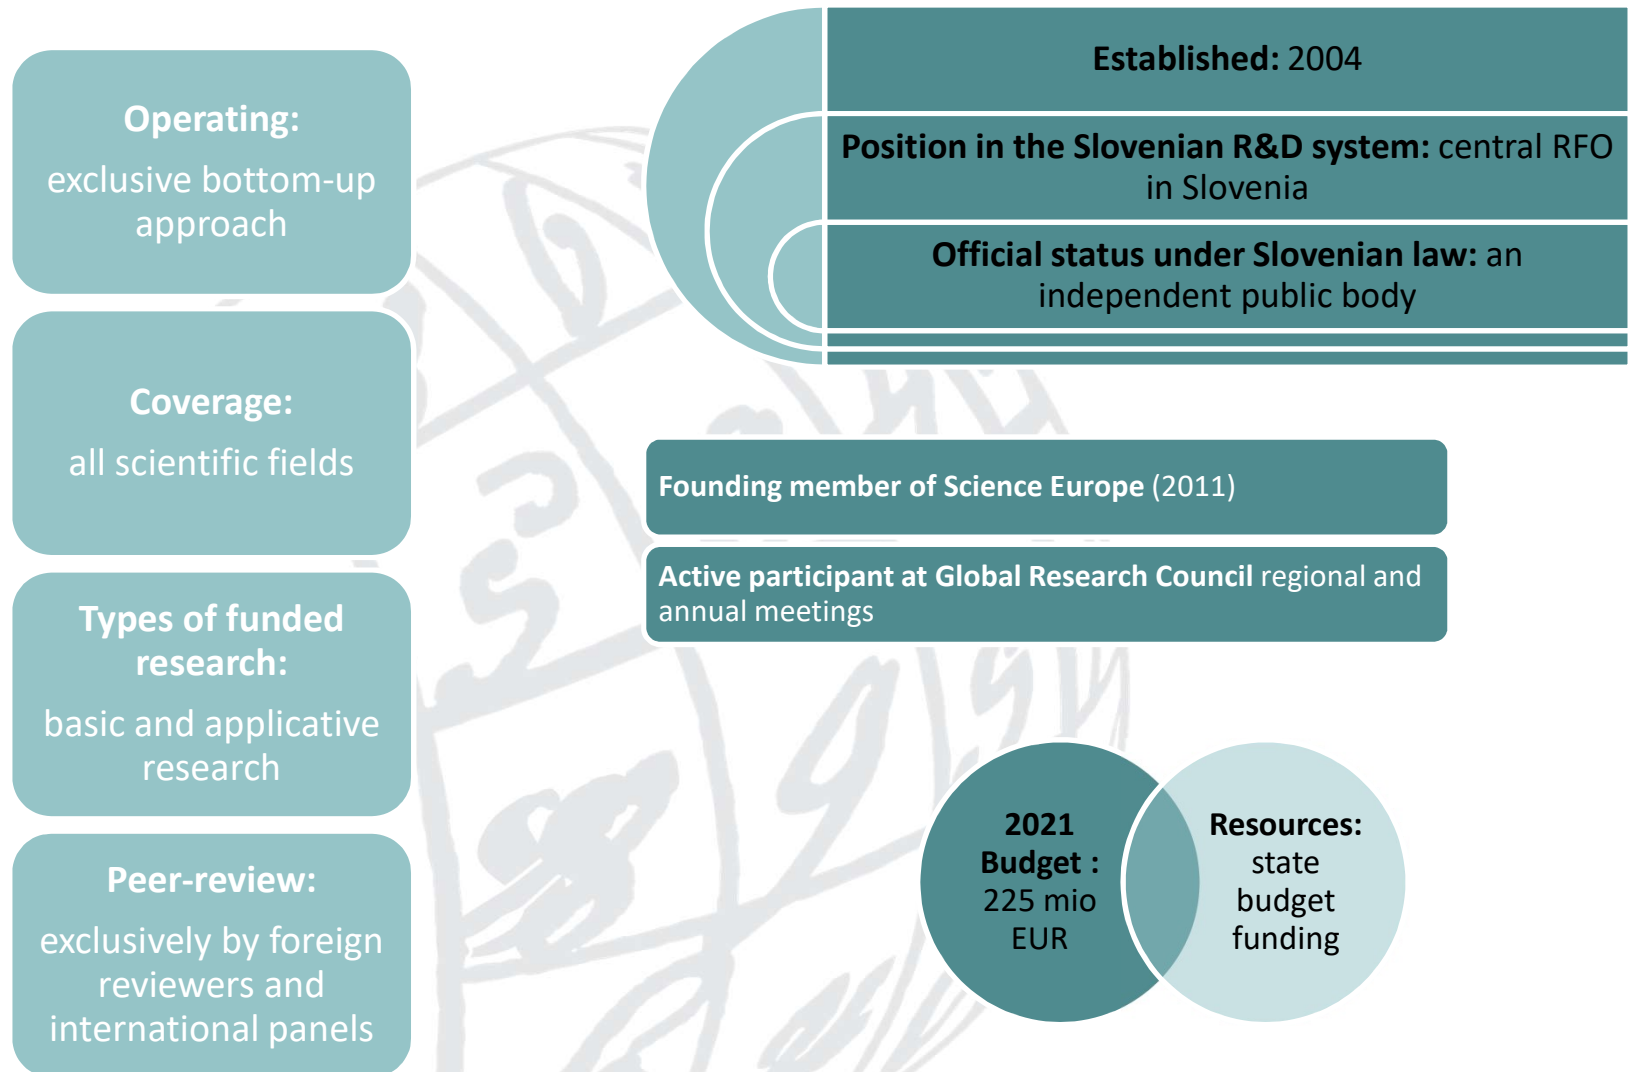 Operating:
exclusive bottom-up
approach
Coverage:
all scientific fields
Types of funded
research:
basic and applicative
research
Peer-review:
exclusively by foreign
reviewers and
international panels
Established: 2004
Position in the Slovenian R&D system: central RFO
in Slovenia
Official status under Slovenian law: an
independent public body
Founding member of Science Europe (2011)
Active participant at Global Research Council regional and
annual meetings
2021
Budget :
225 mio
EUR
Resources:
state
budget
funding